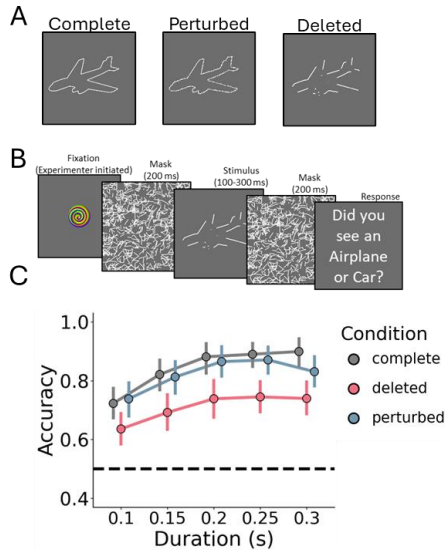 A
Complete Perturbed Deleted
B
Fixation
(Experimenter initiated)
Mask
(200 ms)
Stimulus
(100-300 ms)
Mask
(200 ms)
Response
Did you
see an
Airplane
or Car?
C
1.0
0.8
0.6
0.4
Accuracy
0.1 0.15 0.2 0.25 0.3
Duration (s)
Condition
complete
deleted
perturbed